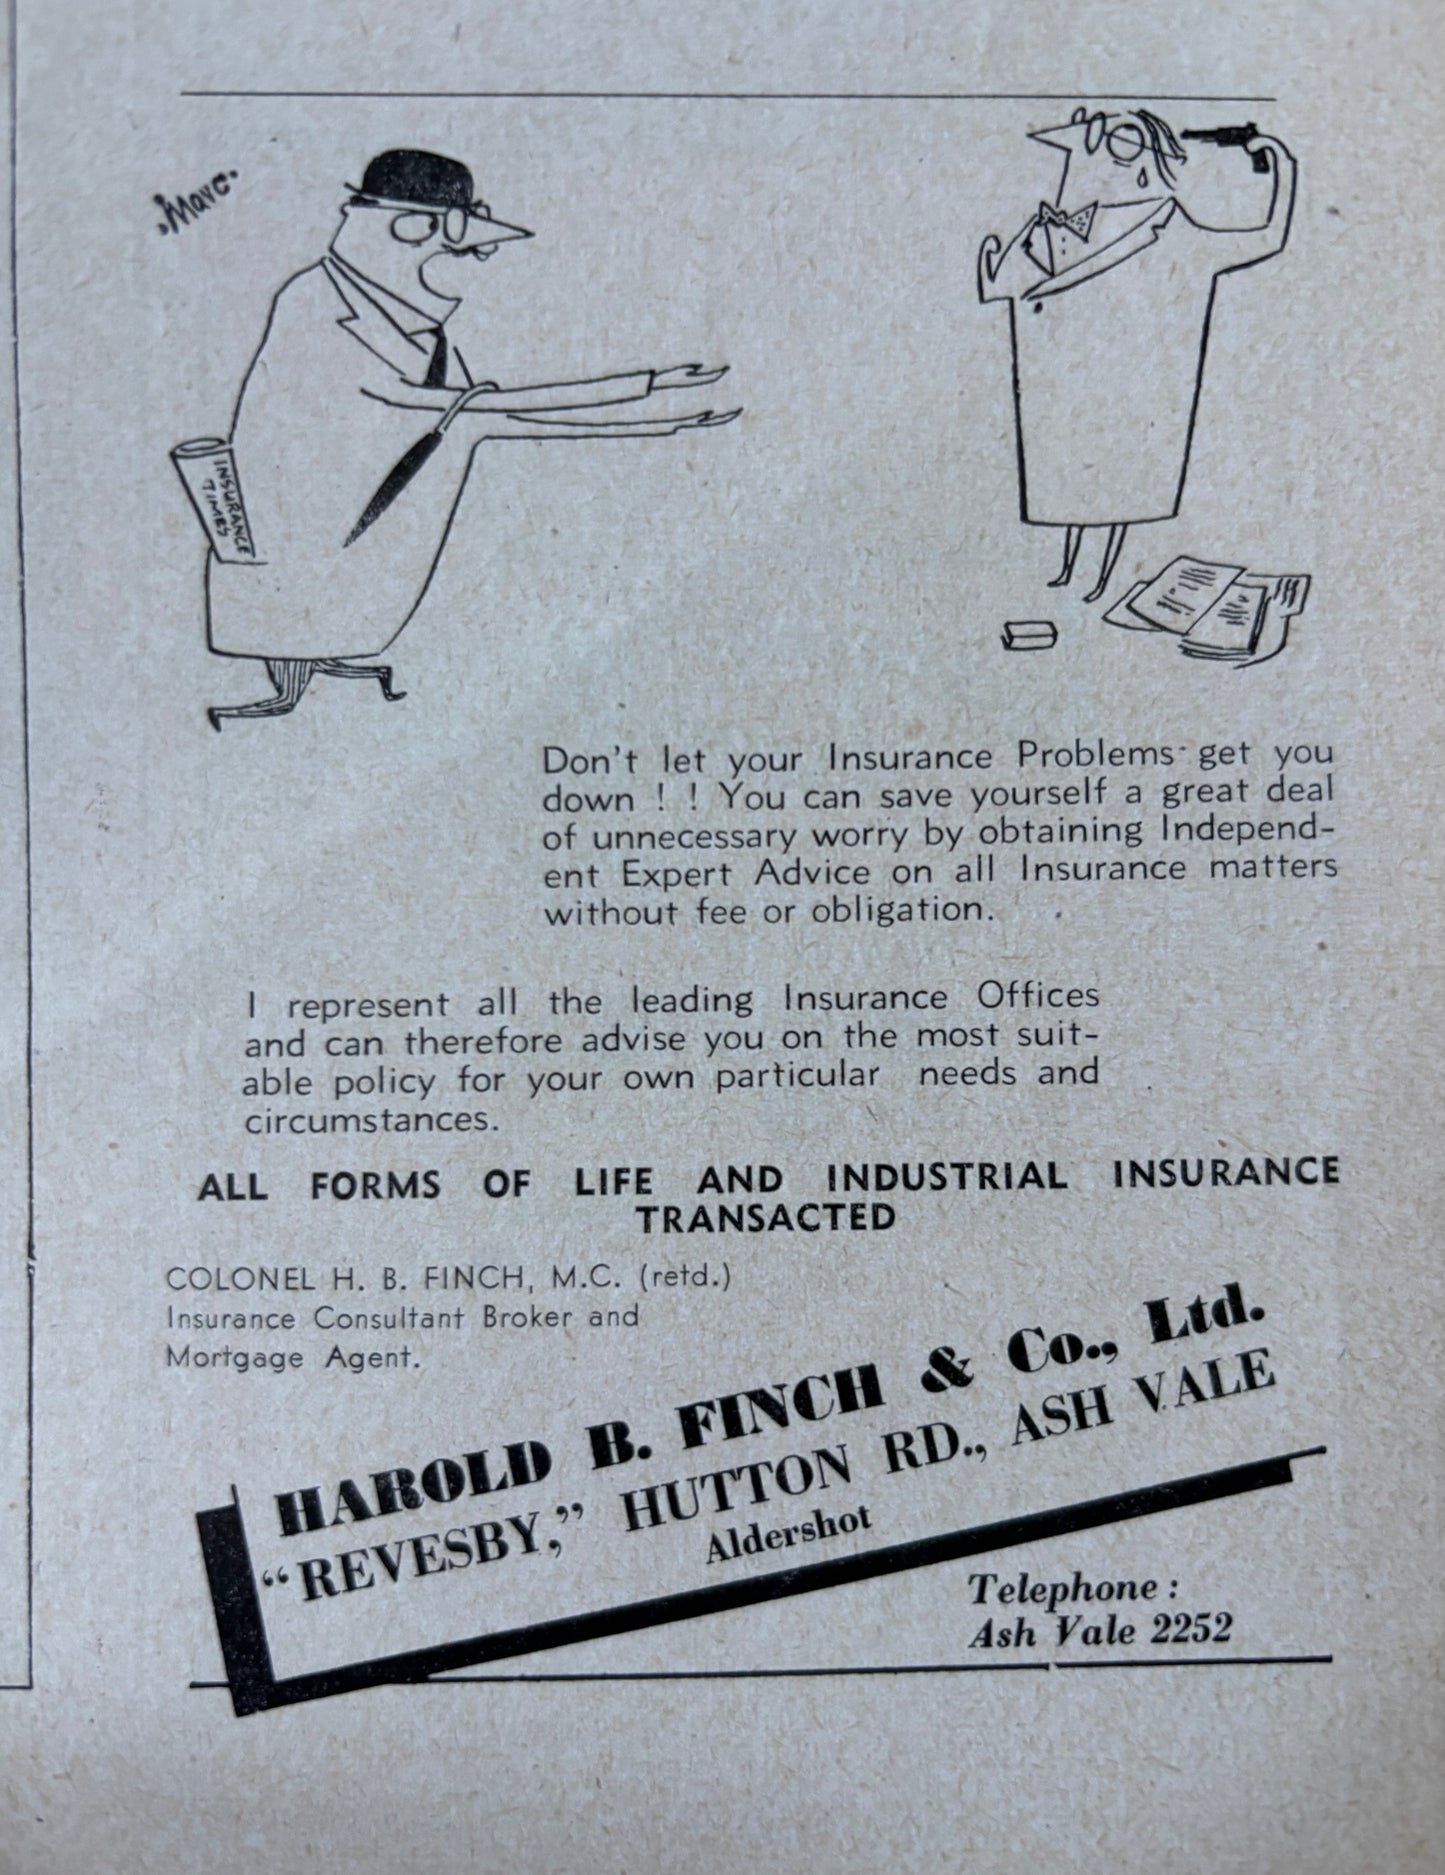 .Marc.
INSURANCE
TIMES
Don't let your Insurance Problems get you
down ! ! You can save yourself a great deal
of unnecessary worry by obtaining Independ-
ent Expert Advice on all Insurance matters
without fee or obligation.
I represent all the leading Insurance Offices
and can therefore advise you on the most suit-
able policy for your own particular needs and
circumstances.
ALL FORMS OF LIFE AND INDUSTRIAL INSURANCE
TRANSACTED
COLONEL H. B. FINCH, M.C. (retd.)
Insurance Consultant Broker and
Mortgage Agent.
HAROLD B. FINCH & Co., Ltd.
“REVESBY,” HUTTON RD., ASH VALE
Aldershot
Telephone :
Ash Vale 2252